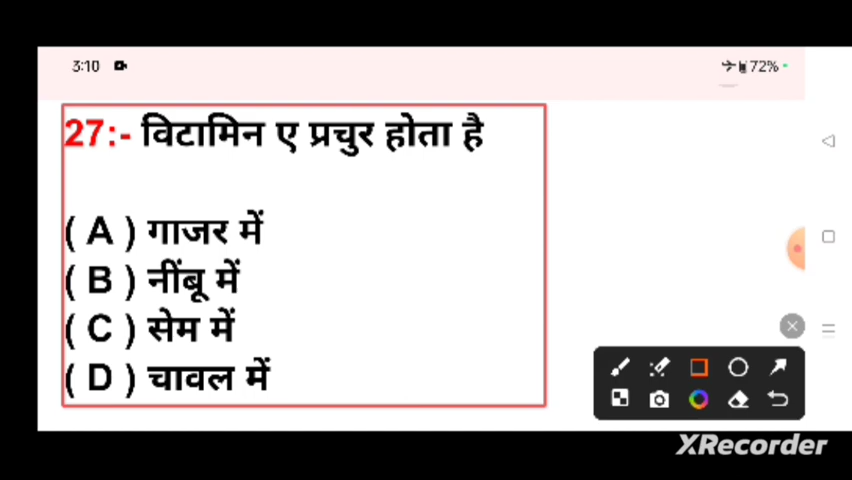 3:10 72%
27:- विटामिन ए प्रचुर होता है
( A ) गाजर में
( B ) नींबू में
( C ) सेम में
( D ) चावल में
XRecorder